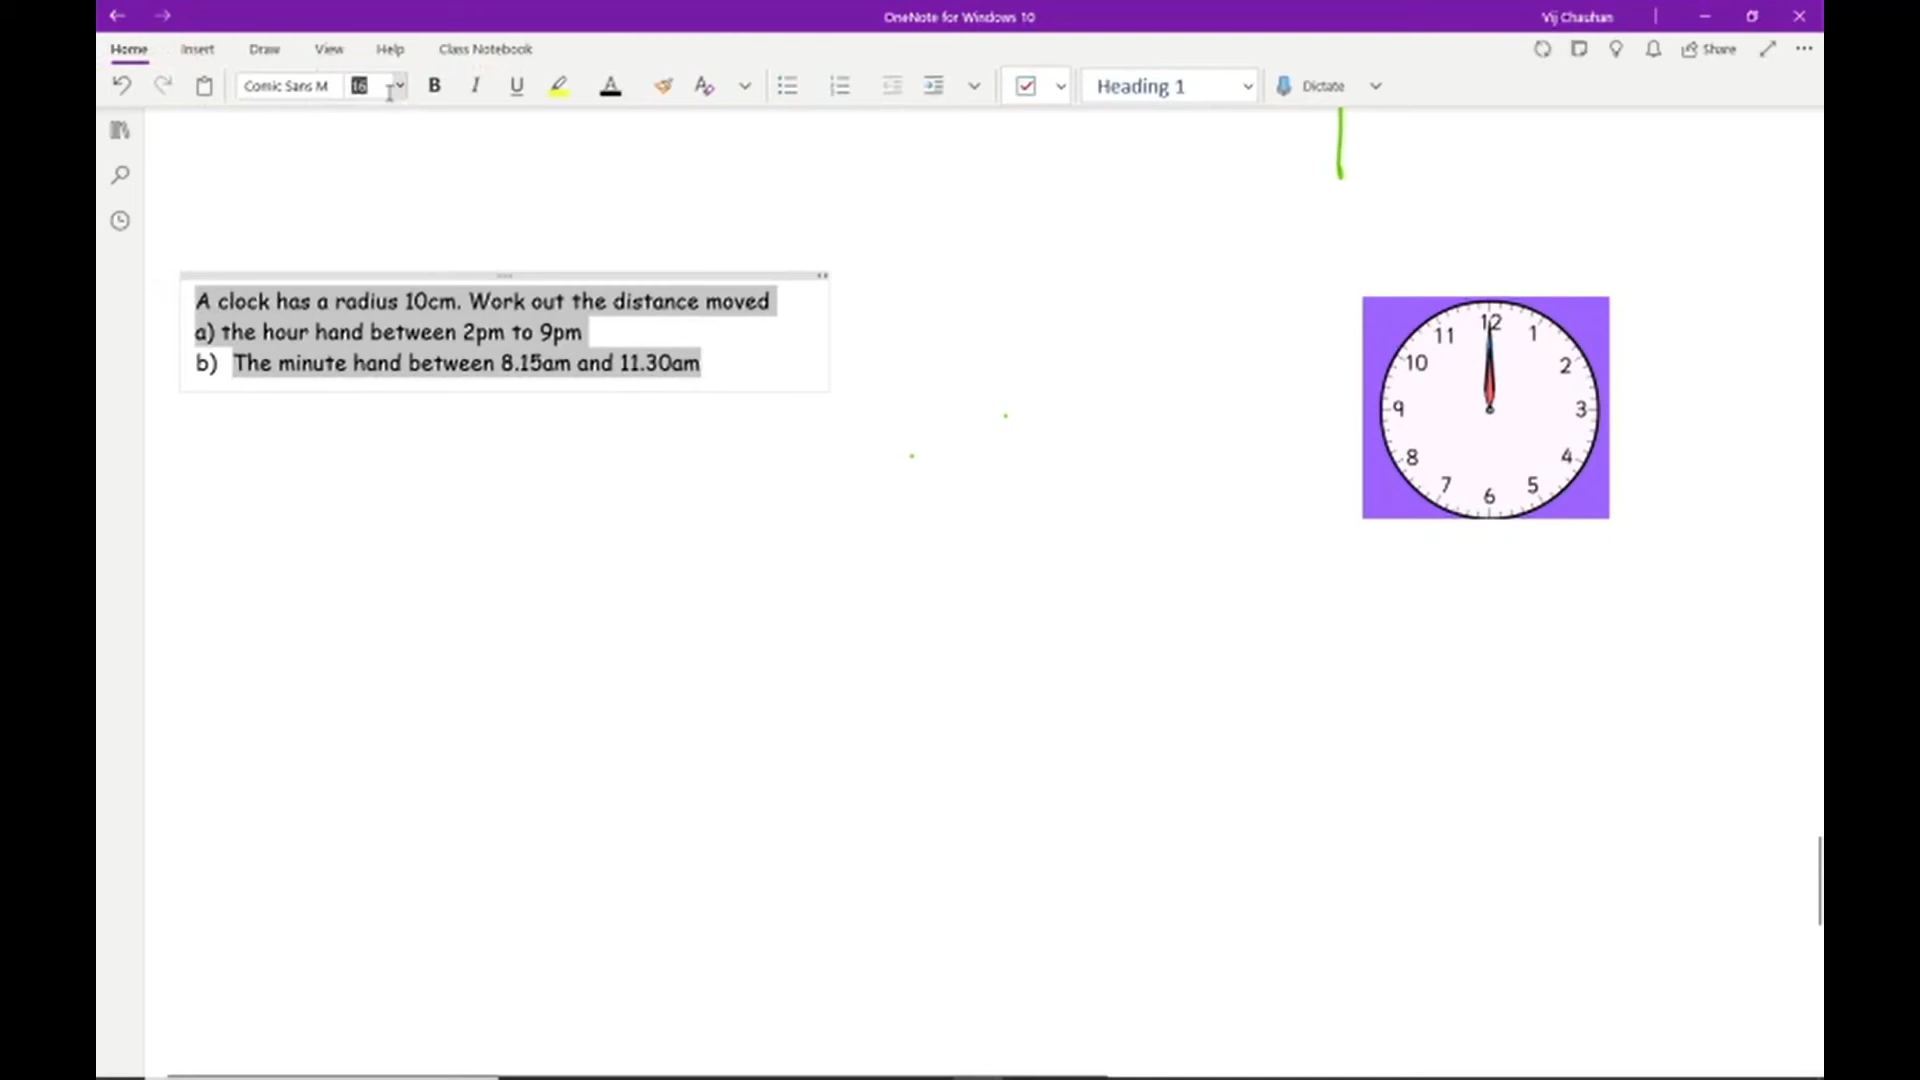 OneNote for Windows 10
Vij Chauhan
Home Insert Draw View Help Class Notebook
Share
Comic Sans M 16 B I U A A Heading 1 Dictate
A clock has a radius 10cm. Work out the distance moved
a) the hour hand between 2pm to 9pm
b) The minute hand between 8.15am and 11.30am
12
11 1
10 2
9 3
8 4
7 5
6